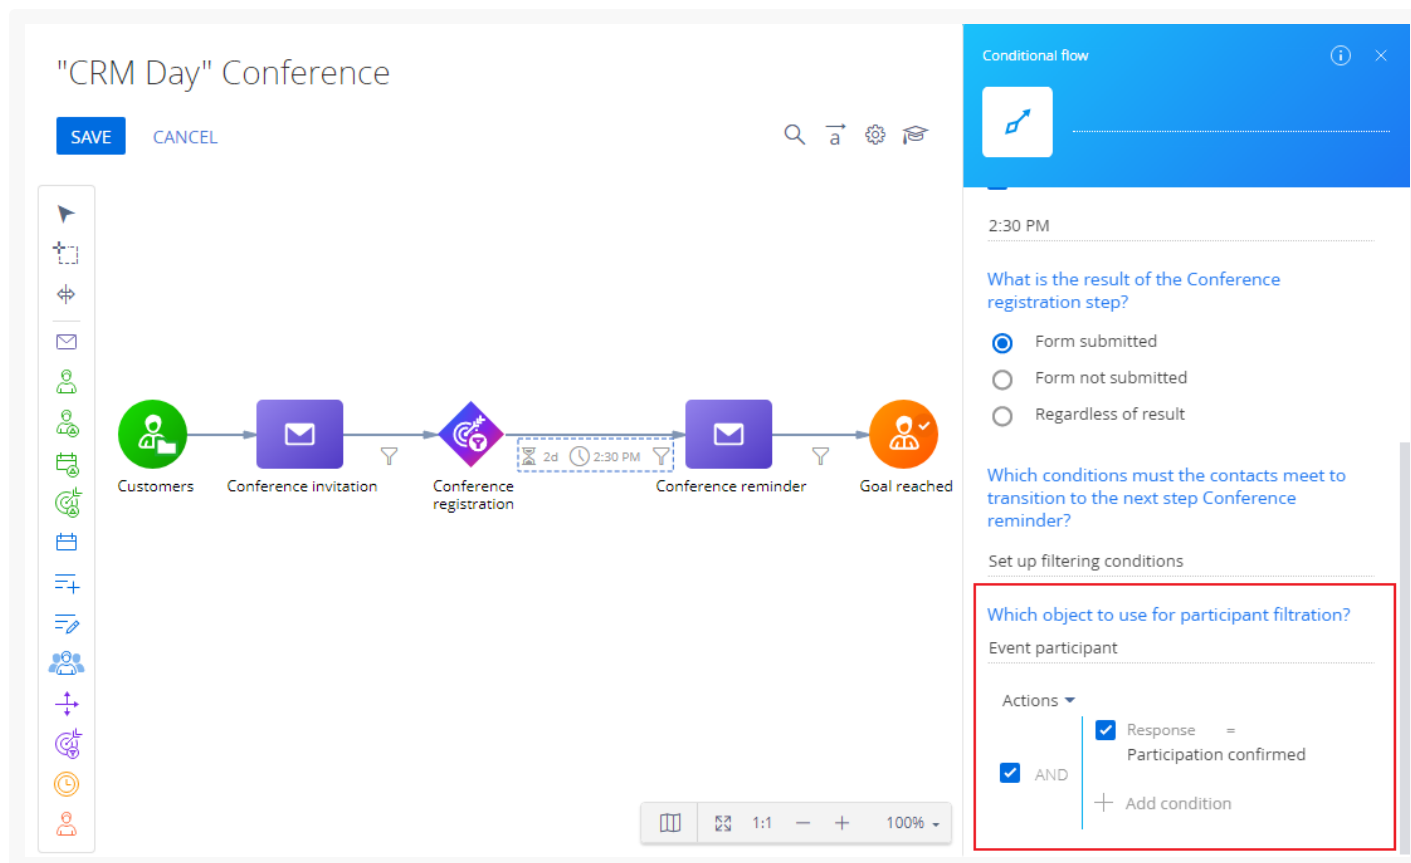 "CRM Day" Conference
SAVE
CANCEL
a
Customers
Conference invitation
Conference
registration
2d
2:30 PM
Conference reminder
Goal reached
1:1
100%
Conditional flow
2:30 PM
What is the result of the Conference
registration step?
Form submitted
Form not submitted
Regardless of result
Which conditions must the contacts meet to
transition to the next step Conference
reminder?
Set up filtering conditions
Which object to use for participant filtration?
Event participant
Actions
Response =
Participation confirmed
AND
Add condition